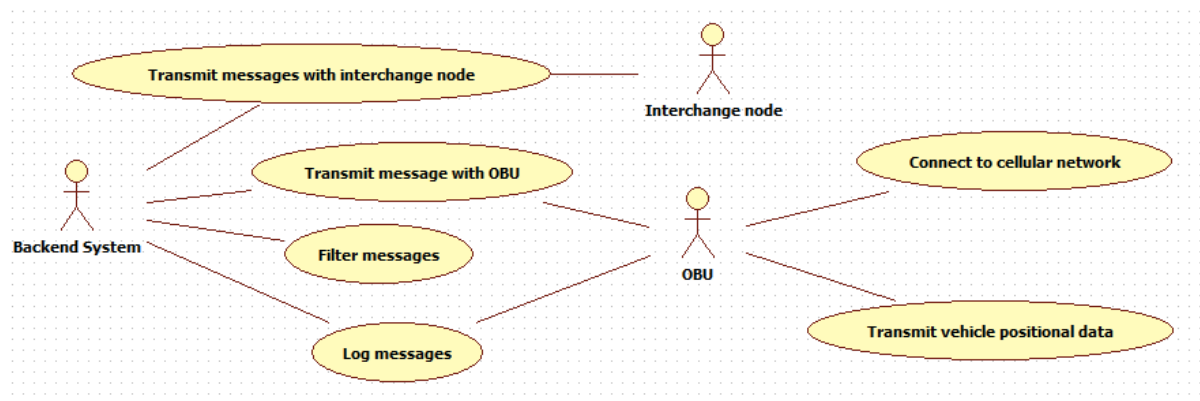 Transmit messages with interchange node
Interchange node
Connect to cellular network
Transmit message with OBU
Backend System
Filter messages
OBU
Transmit vehicle positional data
Log messages